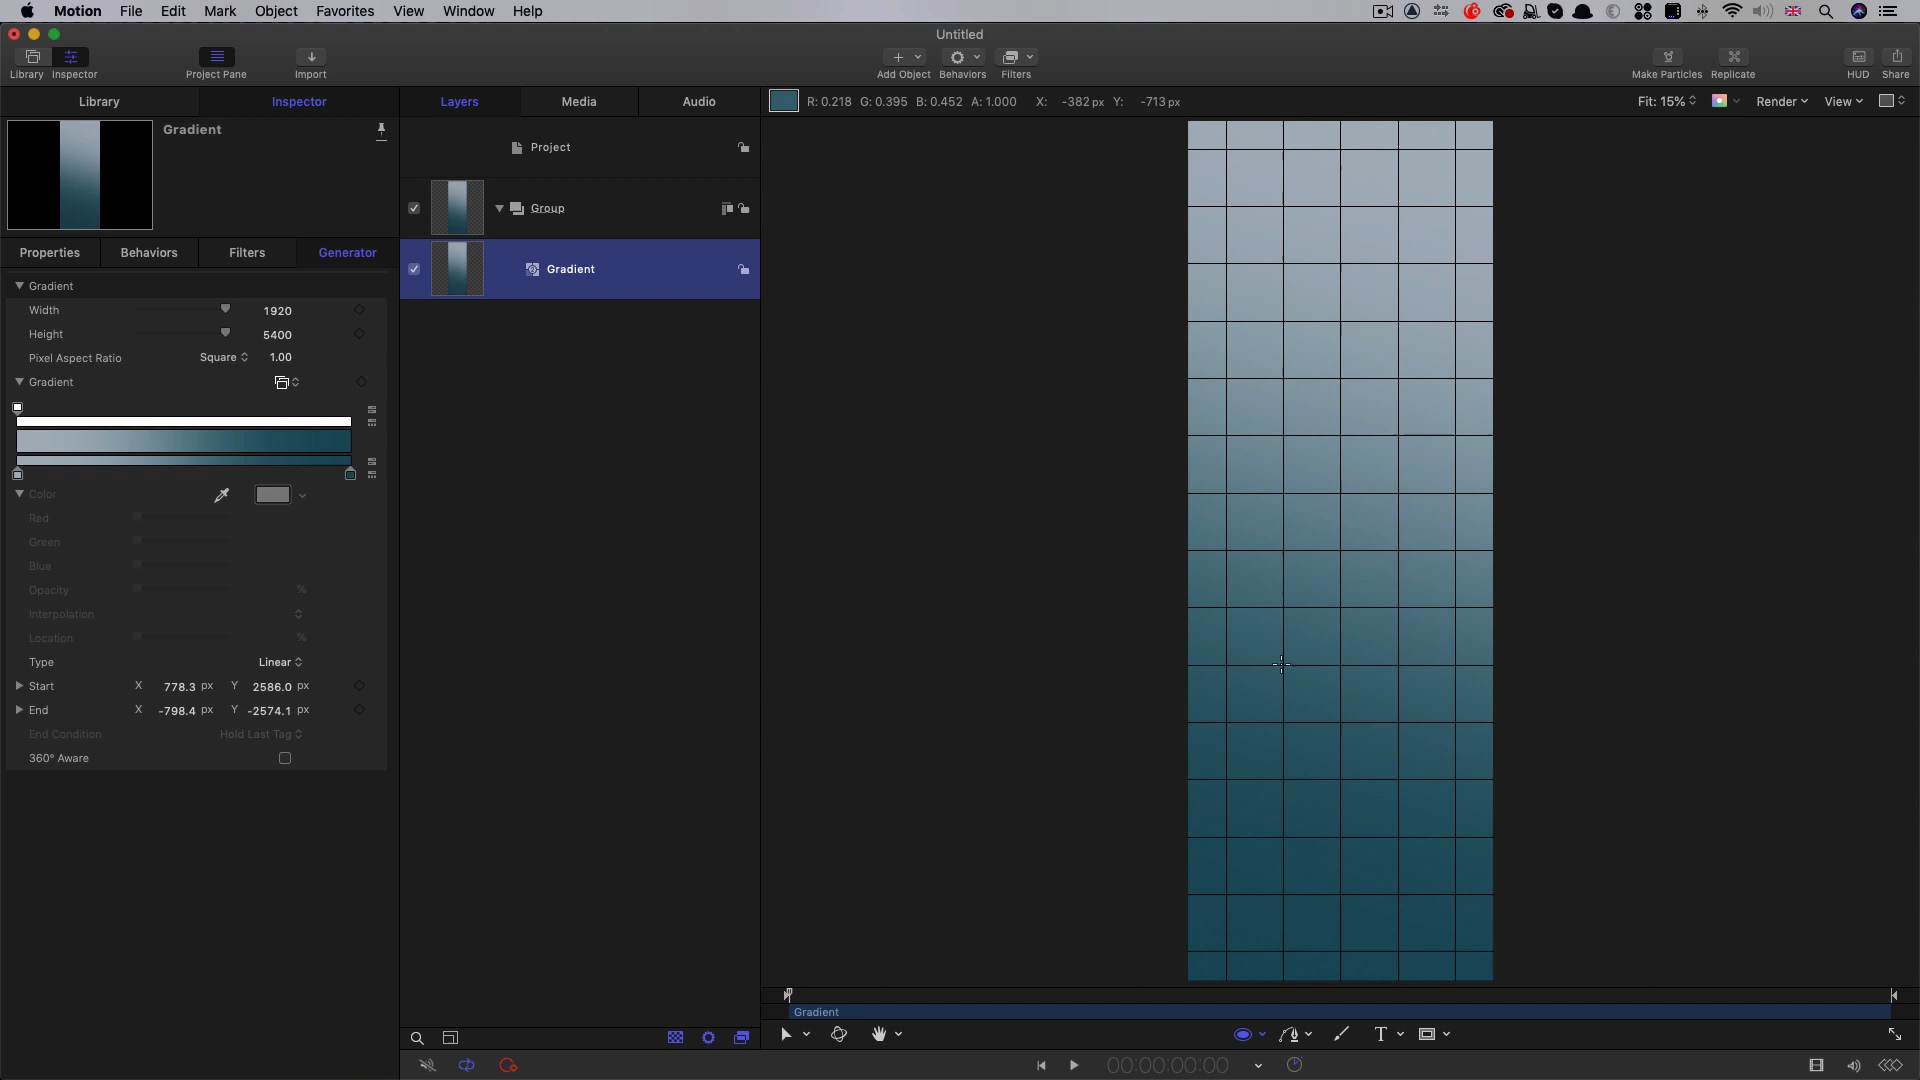 Motion File Edit Mark Object Favorites View Window Help
Untitled
Library Inspector Project Pane Import Add Object Behaviors Filters Make Particles Replicate HUD Share
Library Inspector Layers Media Audio R: 0.218 G: 0.395 B: 0.452 A: 1.000 X: -382 px Y: -713 px Fit: 15% Render View
Gradient
Project
Group
Properties Behaviors Filters Generator
Gradient
Gradient
Width 1920
Height 5400
Pixel Aspect Ratio Square 1.00
Gradient
Color
Red
Green
Blue
Opacity %
Interpolation
Location %
Type Linear
Start X 778.3 px Y 2586.0 px
End X -798.4 px Y -2574.1 px
End Condition Hold Last Tag
360° Aware
Gradient
T
00:00:00:00